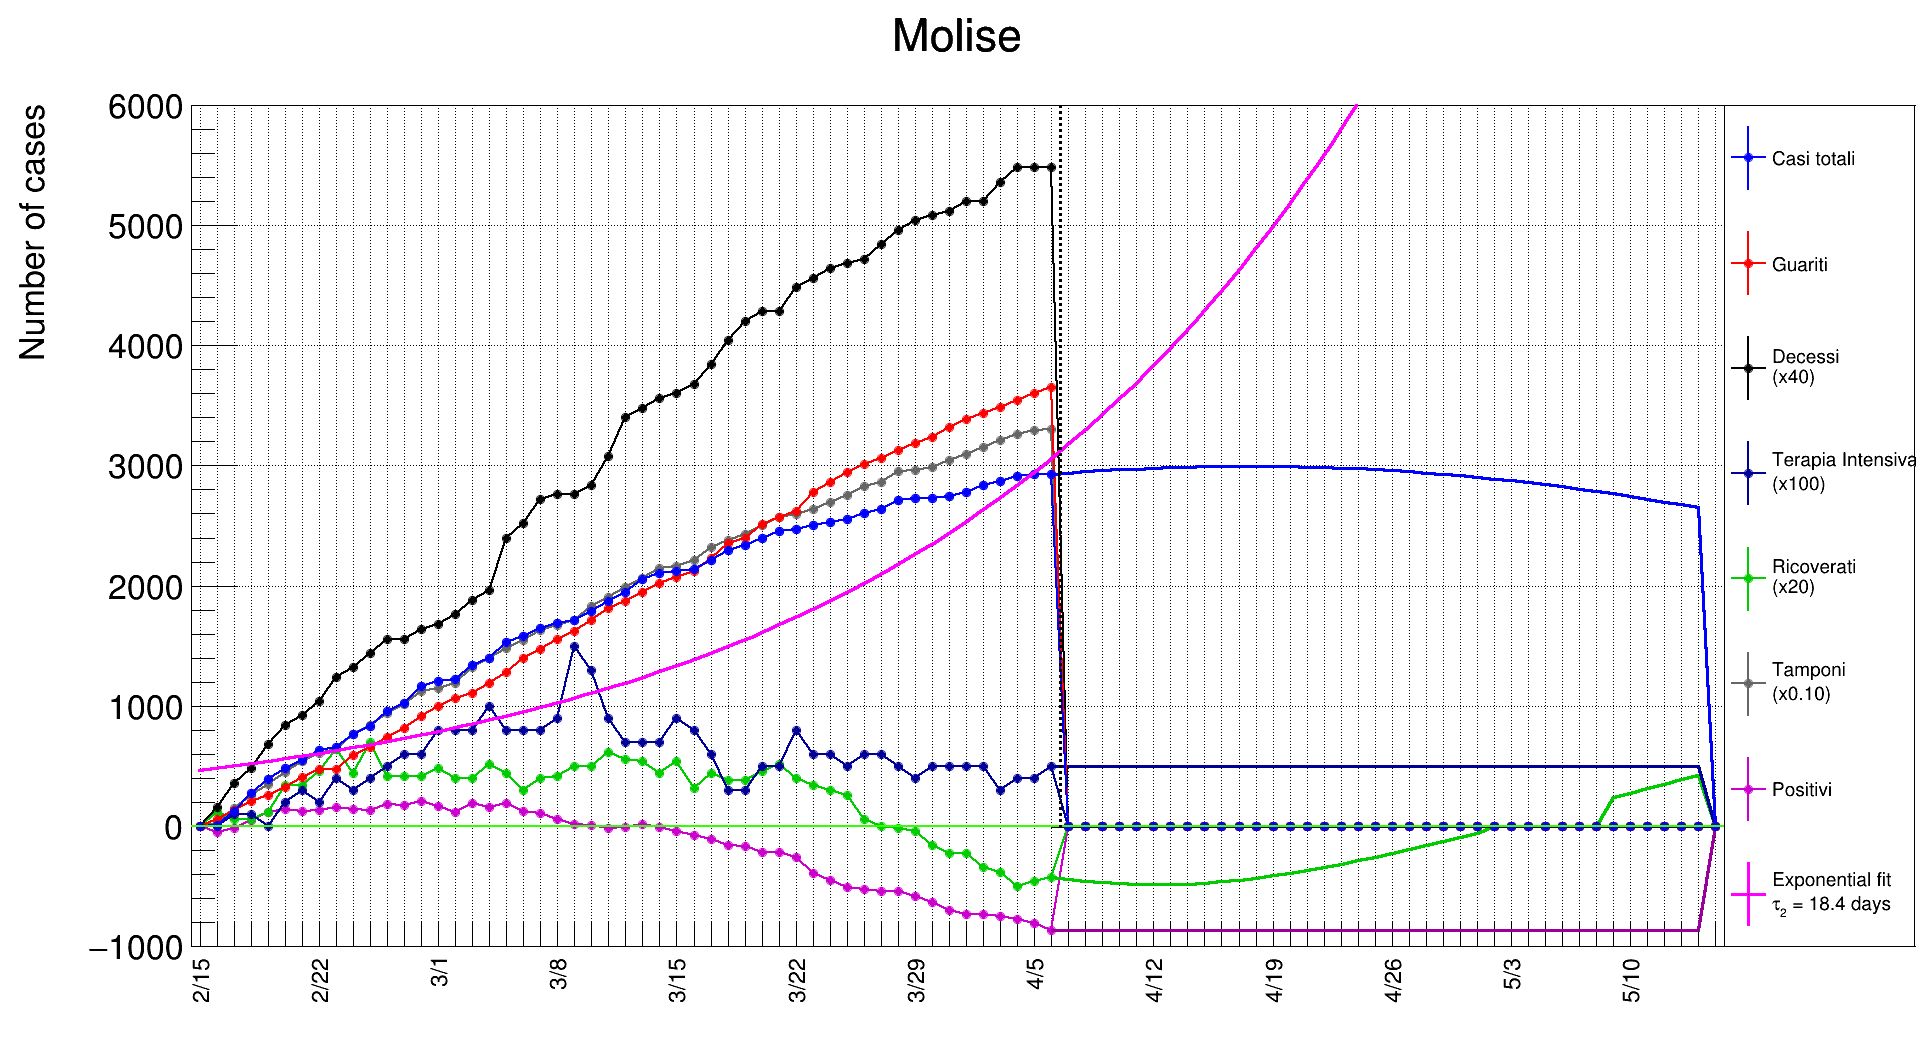 Molise
Number of cases
6000
5000
4000
3000
2000
1000
0
−1000
2/15
2/22
3/1
3/8
3/15
3/22
3/29
4/5
4/12
4/19
4/26
5/3
5/10
Casi totali
Guariti
Decessi
(x40)
Terapia Intensiva
(x100)
Ricoverati
(x20)
Tamponi
(x0.10)
Positivi
Exponential fit
τ2 = 18.4 days